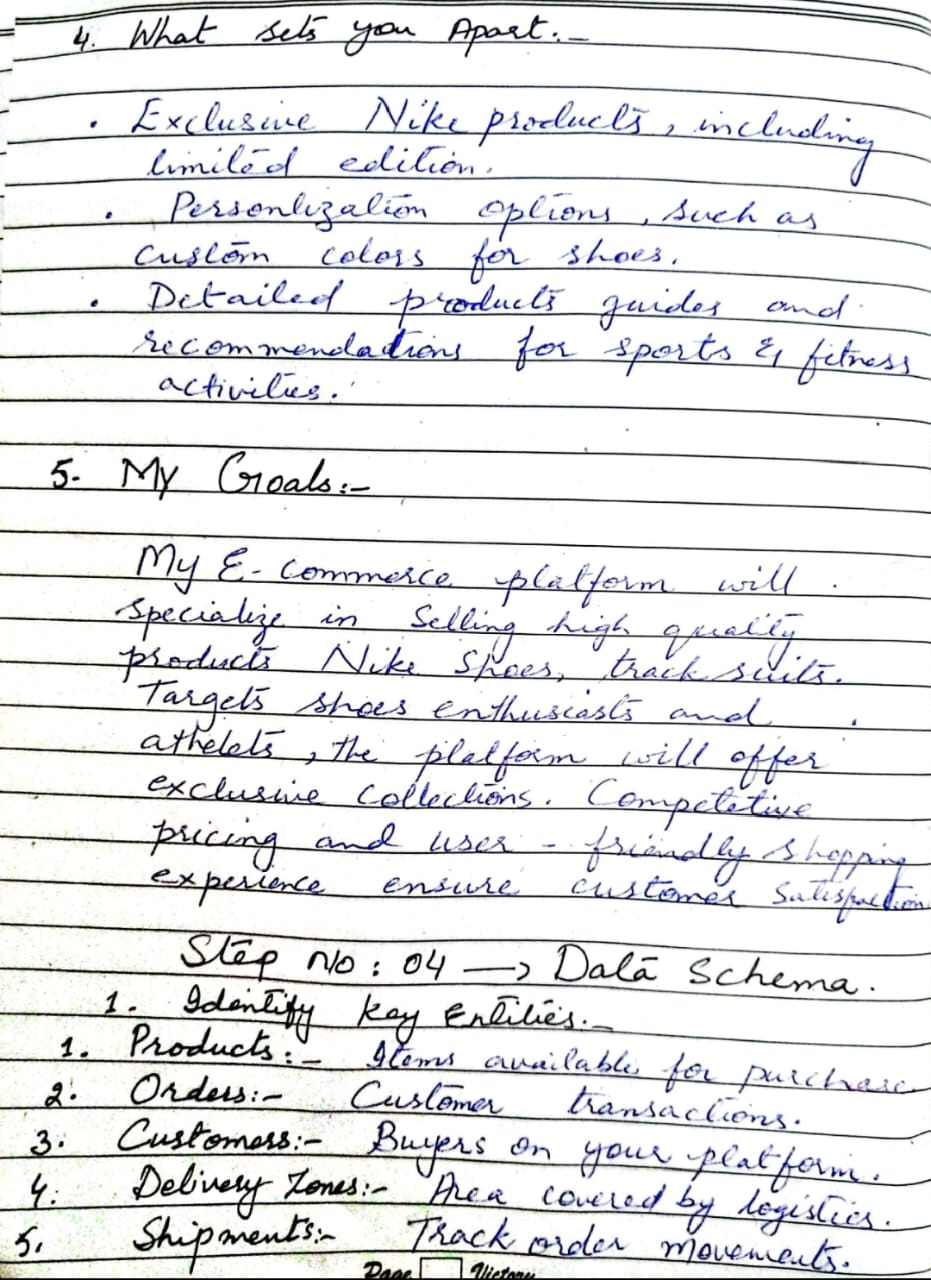 4. What sets you Apart:-
• Exclusive Nike products, including
limited edition.
• Personlization options, such as
custom colors for shoes.
• Detailed products guides and
recommendations for sports & fitness
activities.
5- My Goals:-
My E-commerce platform will
specialize in Selling high quality
products Nike Shoes, track suits.
Targets shoes enthusiasts and
athelets, the platform will offer
exclusive collections. Competetive
pricing and user - friendly shopping
experience ensure customer satisfaction
Step no: 04 → Data Schema.
1. Identify key Entities:-
1. Products:- Items available for purchase
2. Orders:- Customer transactions.
3. Customers:- Buyers on your platform.
4. Delivery Zones:- Area covered by logistics.
5. Shipments:- Track order movements.
Page Victory